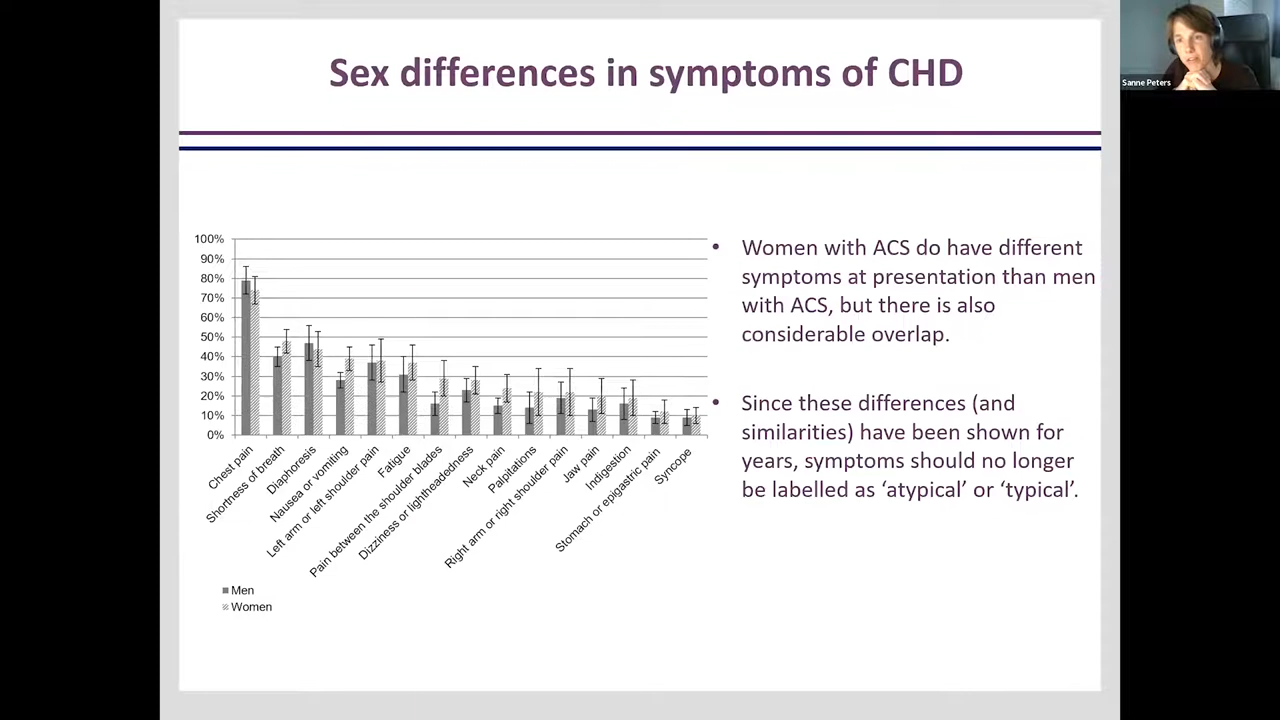 Sex differences in symptoms of CHD
Sanne Peters
100%
90%
80%
70%
60%
50%
40%
30%
20%
10%
0%
Chest pain
Shortness of breath
Diaphoresis
Nausea or vomiting
Left arm or left shoulder pain
Fatigue
Pain between the shoulder blades
Dizziness or lightheadedness
Neck pain
Palpitations
Right arm or right shoulder pain
Jaw pain
Indigestion
Stomach or epigastric pain
Syncope
Men
Women
• Women with ACS do have different
symptoms at presentation than men
with ACS, but there is also
considerable overlap.
• Since these differences (and
similarities) have been shown for
years, symptoms should no longer
be labelled as ‘atypical’ or ‘typical’.